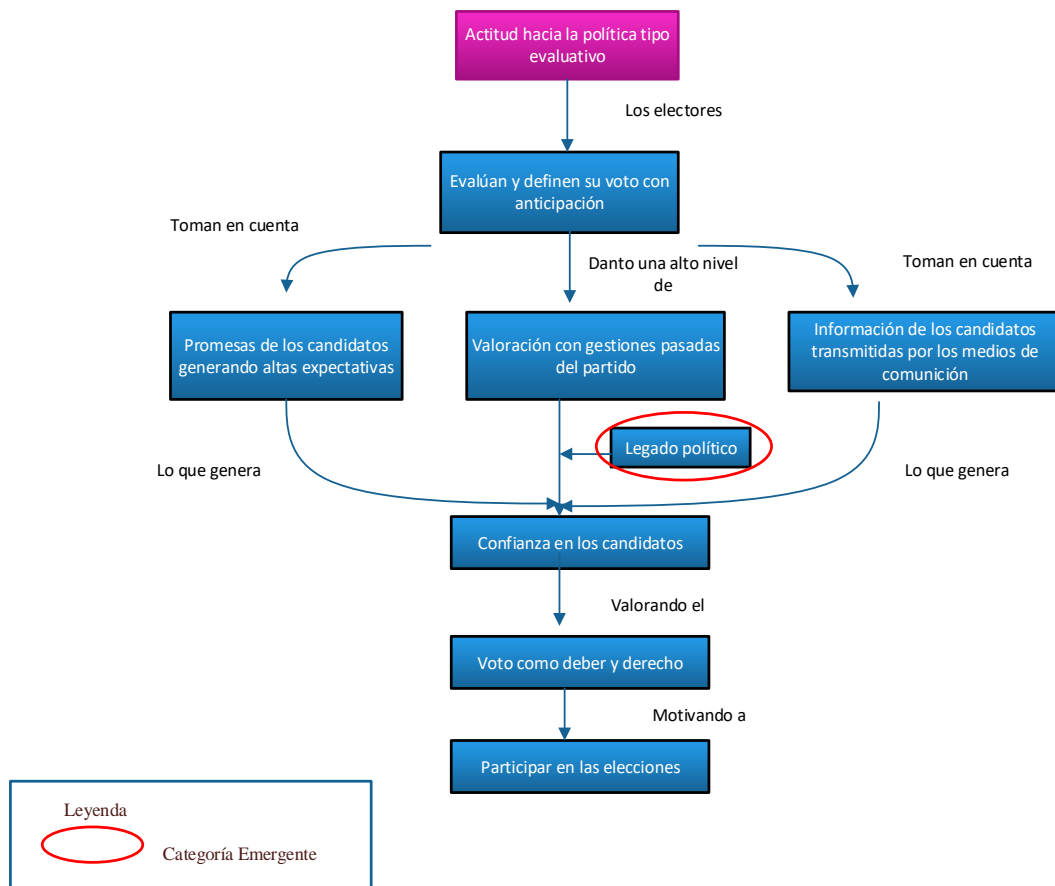 Actitud hacia la política tipo
evaluativo
Los electores
Evalúan y definen su voto con
anticipación
Toman en cuenta
Danto una alto nivel
de
Toman en cuenta
Promesas de los candidatos
generando altas expectativas
Valoración con gestiones pasadas
del partido
Información de los candidatos
transmitidas por los medios de
comunición
Legado político
Lo que genera
Lo que genera
Confianza en los candidatos
Valorando el
Voto como deber y derecho
Motivando a
Participar en las elecciones
Leyenda
Categoría Emergente